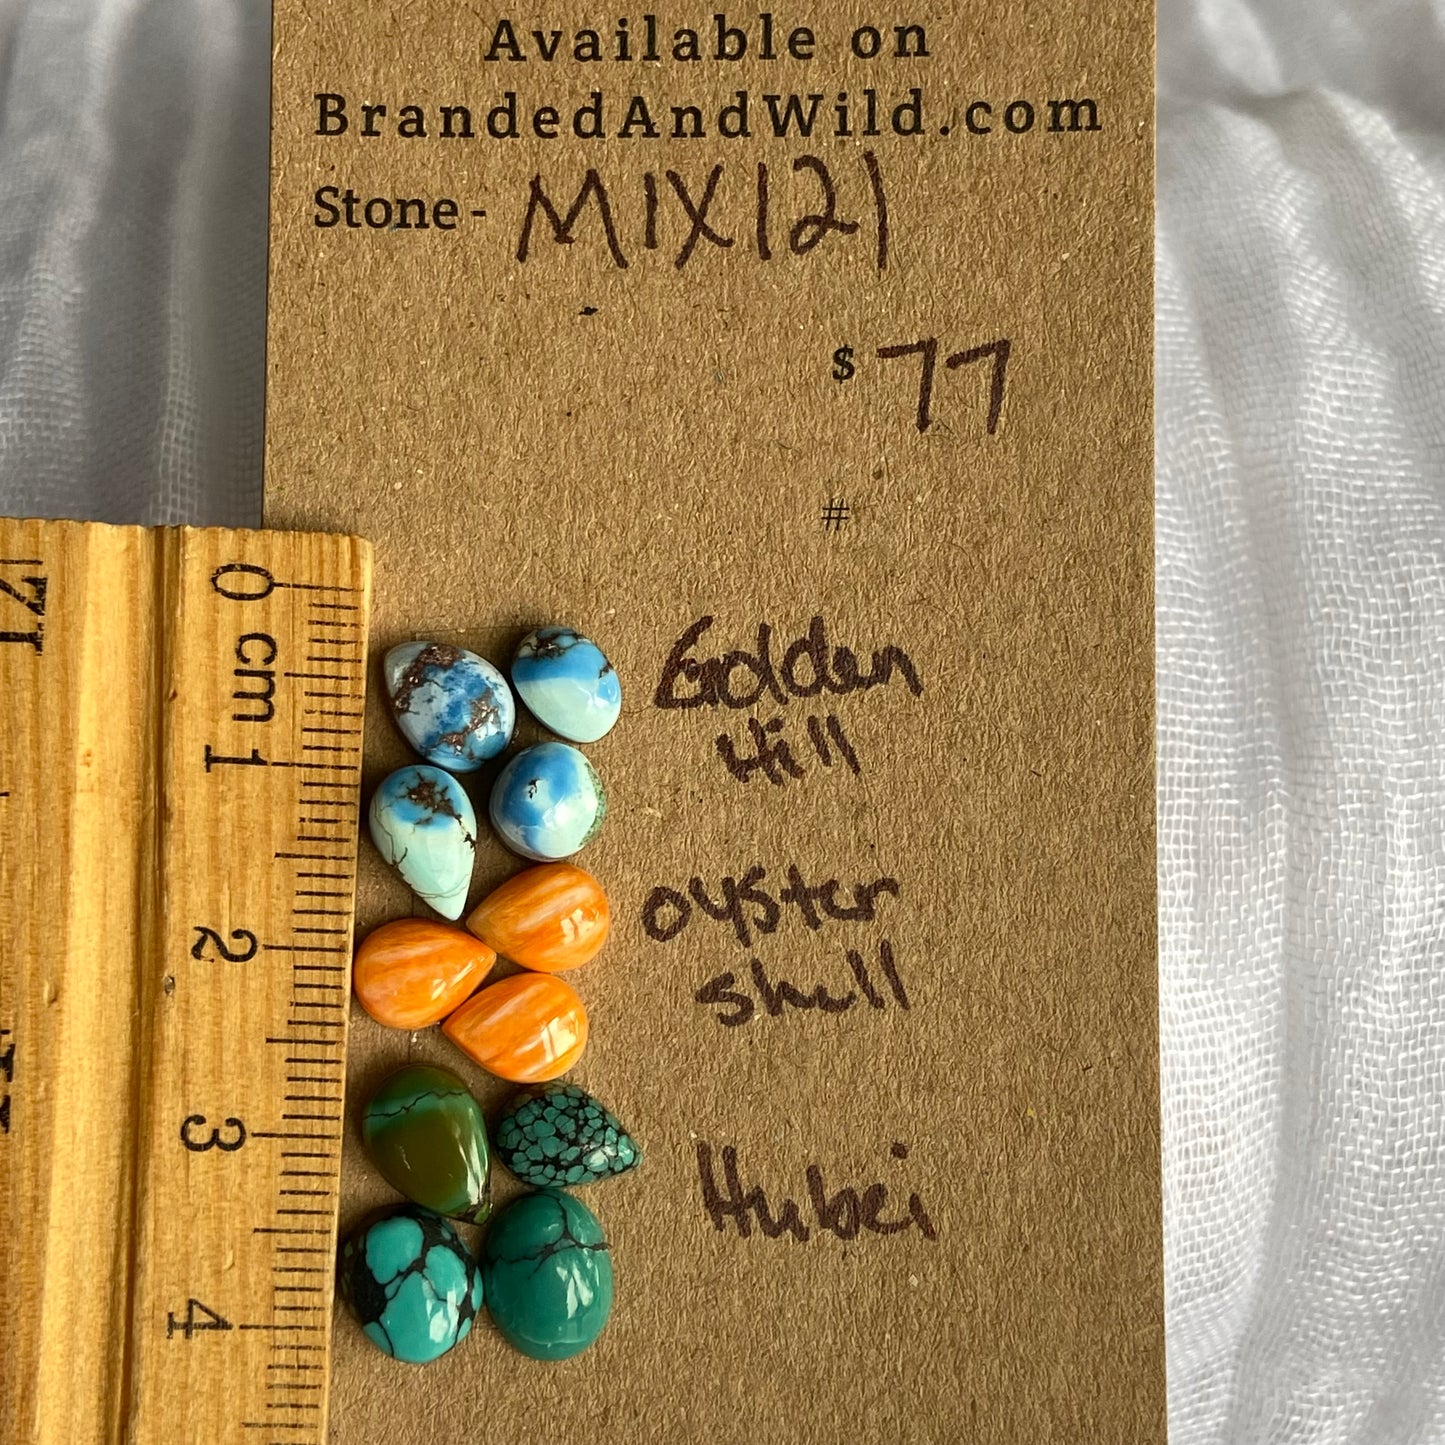 Available on
BrandedAndWild.com
Stone - MIX121
$ 77
#
Golden
Hill
oyster
shell
Hubei
0 cm 1 2 3 4